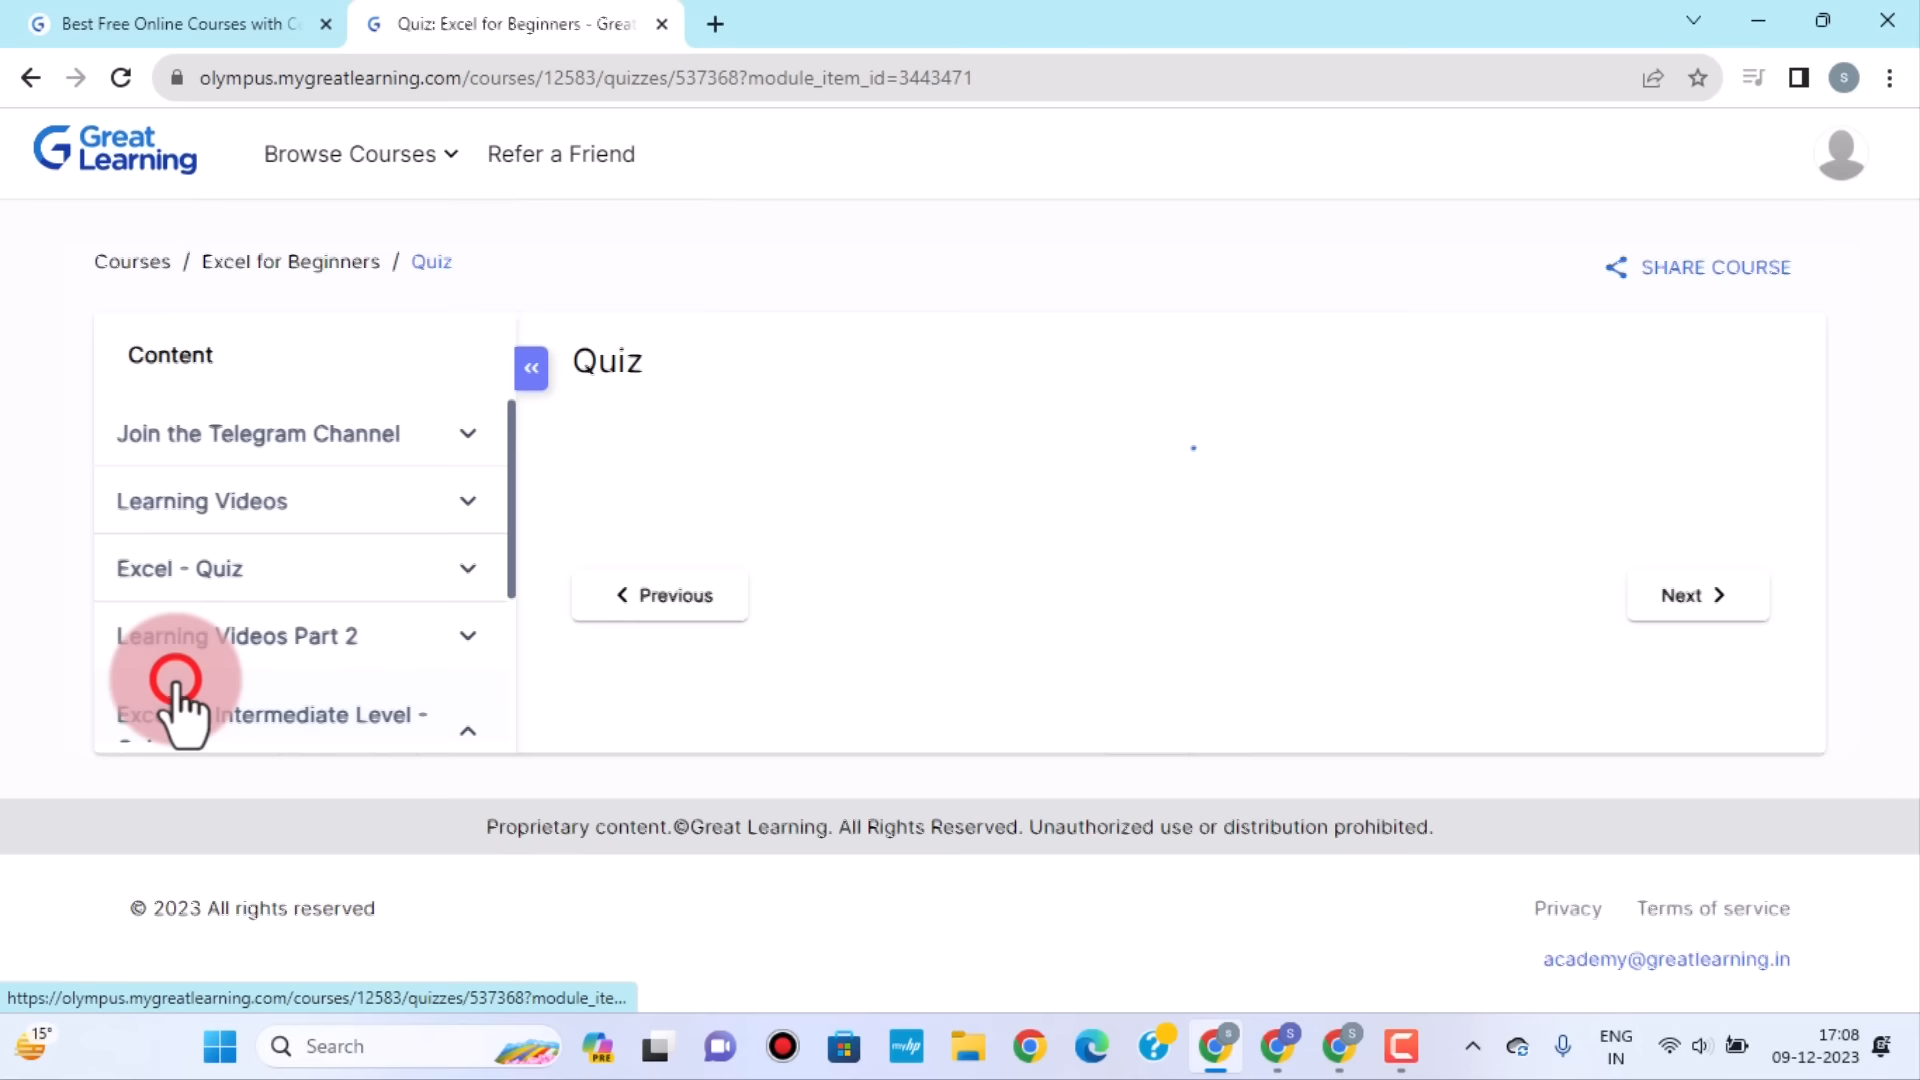 Best Free Online Courses with Ce
Quiz: Excel for Beginners - Great
olympus.mygreatlearning.com/courses/12583/quizzes/537368?module_item_id=3443471
S
Great
Learning
Browse Courses
Refer a Friend
Courses / Excel for Beginners / Quiz
SHARE COURSE
Content
Quiz
Join the Telegram Channel
Learning Videos
Excel - Quiz
Previous
Next
Learning Videos Part 2
Intermediate Level -
Proprietary content.©Great Learning. All Rights Reserved. Unauthorized use or distribution prohibited.
© 2023 All rights reserved
Privacy
Terms of service
academy@greatlearning.in
https://olympus.mygreatlearning.com/courses/12583/quizzes/537368?module_ite...
15°
Search
PRE
myhp
S
S
S
ENG
IN
17:08
09-12-2023